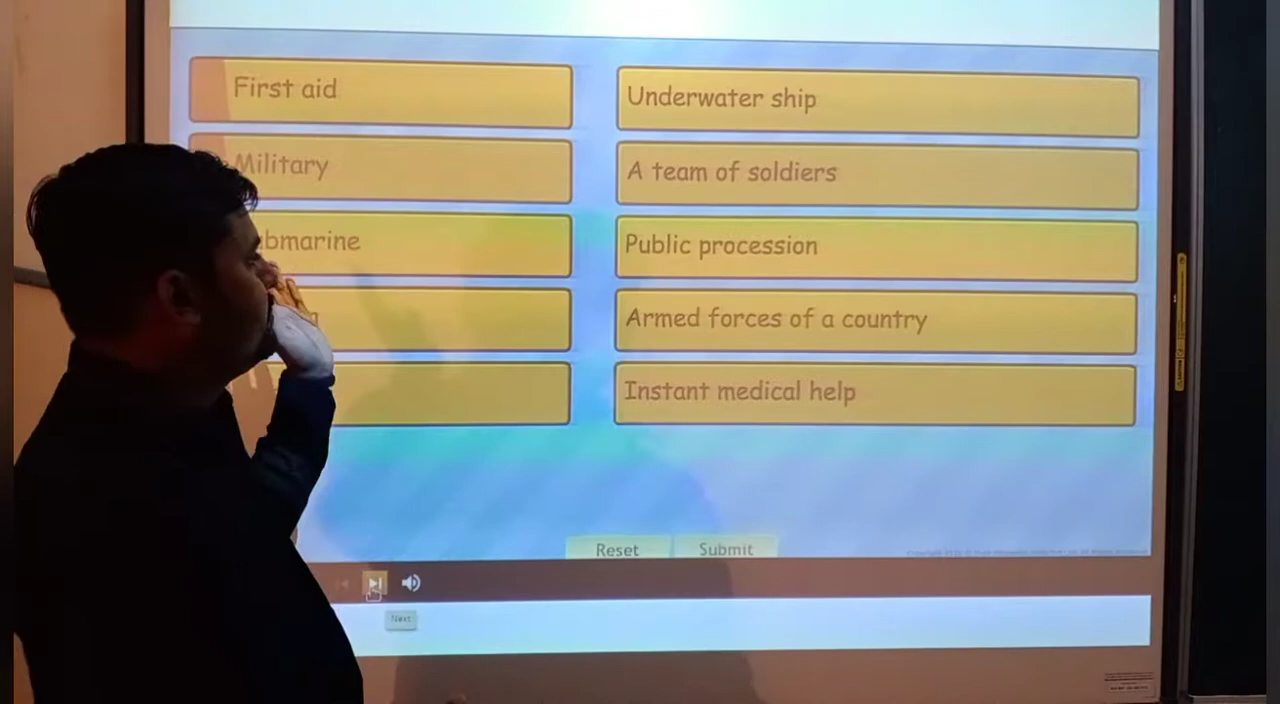 First aid
Underwater ship
Military
A team of soldiers
bmarine
Public procession
Armed forces of a country
Instant medical help
Reset
Submit
Next